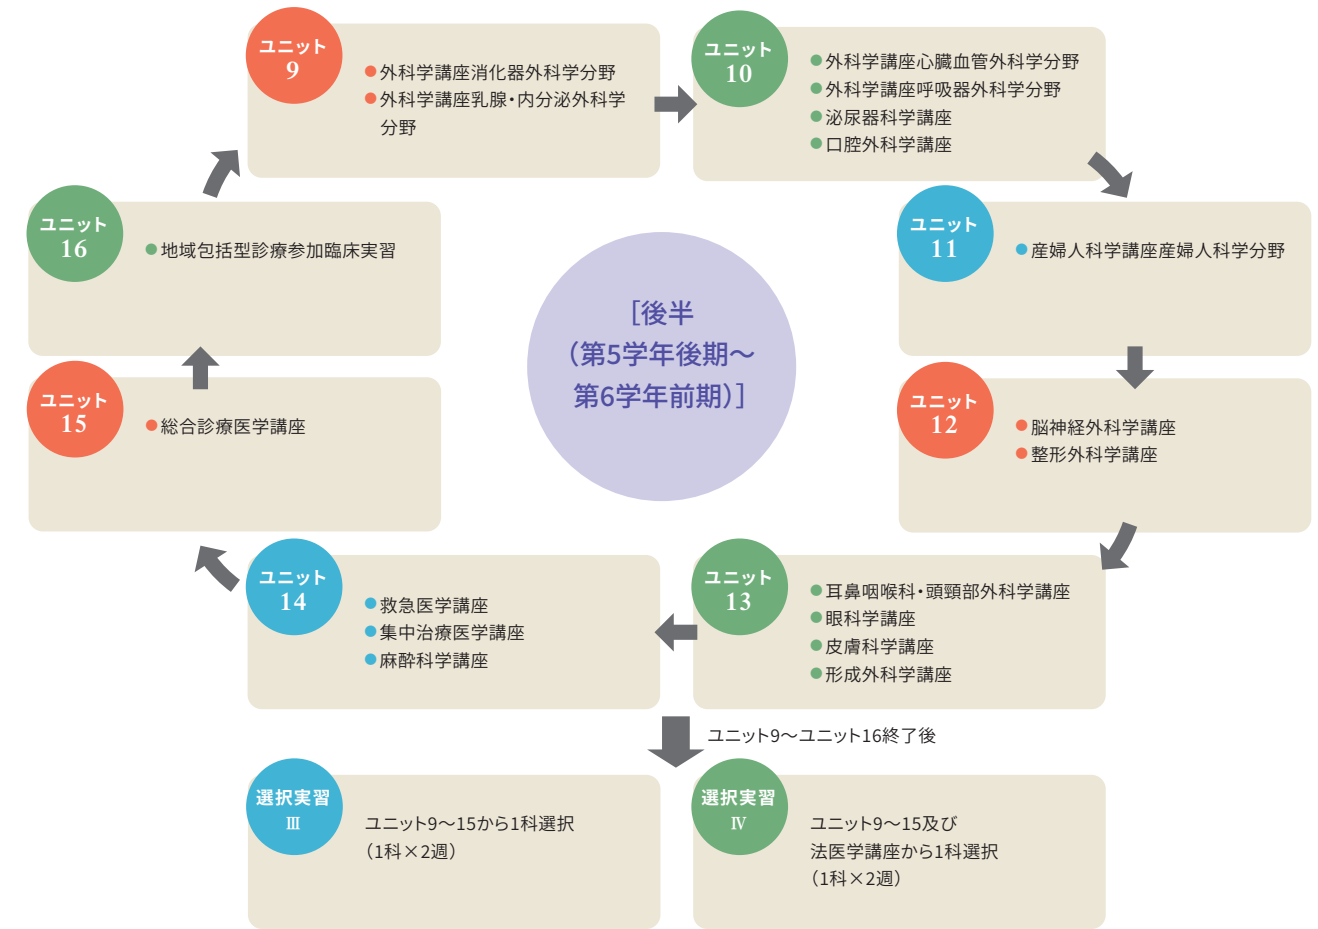 ユニット
9
●外科学講座消化器外科学分野
●外科学講座乳腺・内分泌外科学
分野
ユニット
10
●外科学講座心臓血管外科学分野
●外科学講座呼吸器外科学分野
●泌尿器科学講座
●口腔外科学講座
ユニット
11
●産婦人科学講座産婦人科学分野
ユニット
12
●脳神経外科学講座
●整形外科学講座
ユニット
13
●耳鼻咽喉科・頭頸部外科学講座
●眼科学講座
●皮膚科学講座
●形成外科学講座
ユニット
14
●救急医学講座
●集中治療医学講座
●麻酔科学講座
ユニット
15
●総合診療医学講座
ユニット
16
●地域包括型診療参加臨床実習
［後半
（第5学年後期～
第6学年前期）］
ユニット9～ユニット16終了後
選択実習
Ⅲ
ユニット9～15から1科選択
（1科×2週）
選択実習
Ⅳ
ユニット9～15及び
法医学講座から1科選択
（1科×2週）